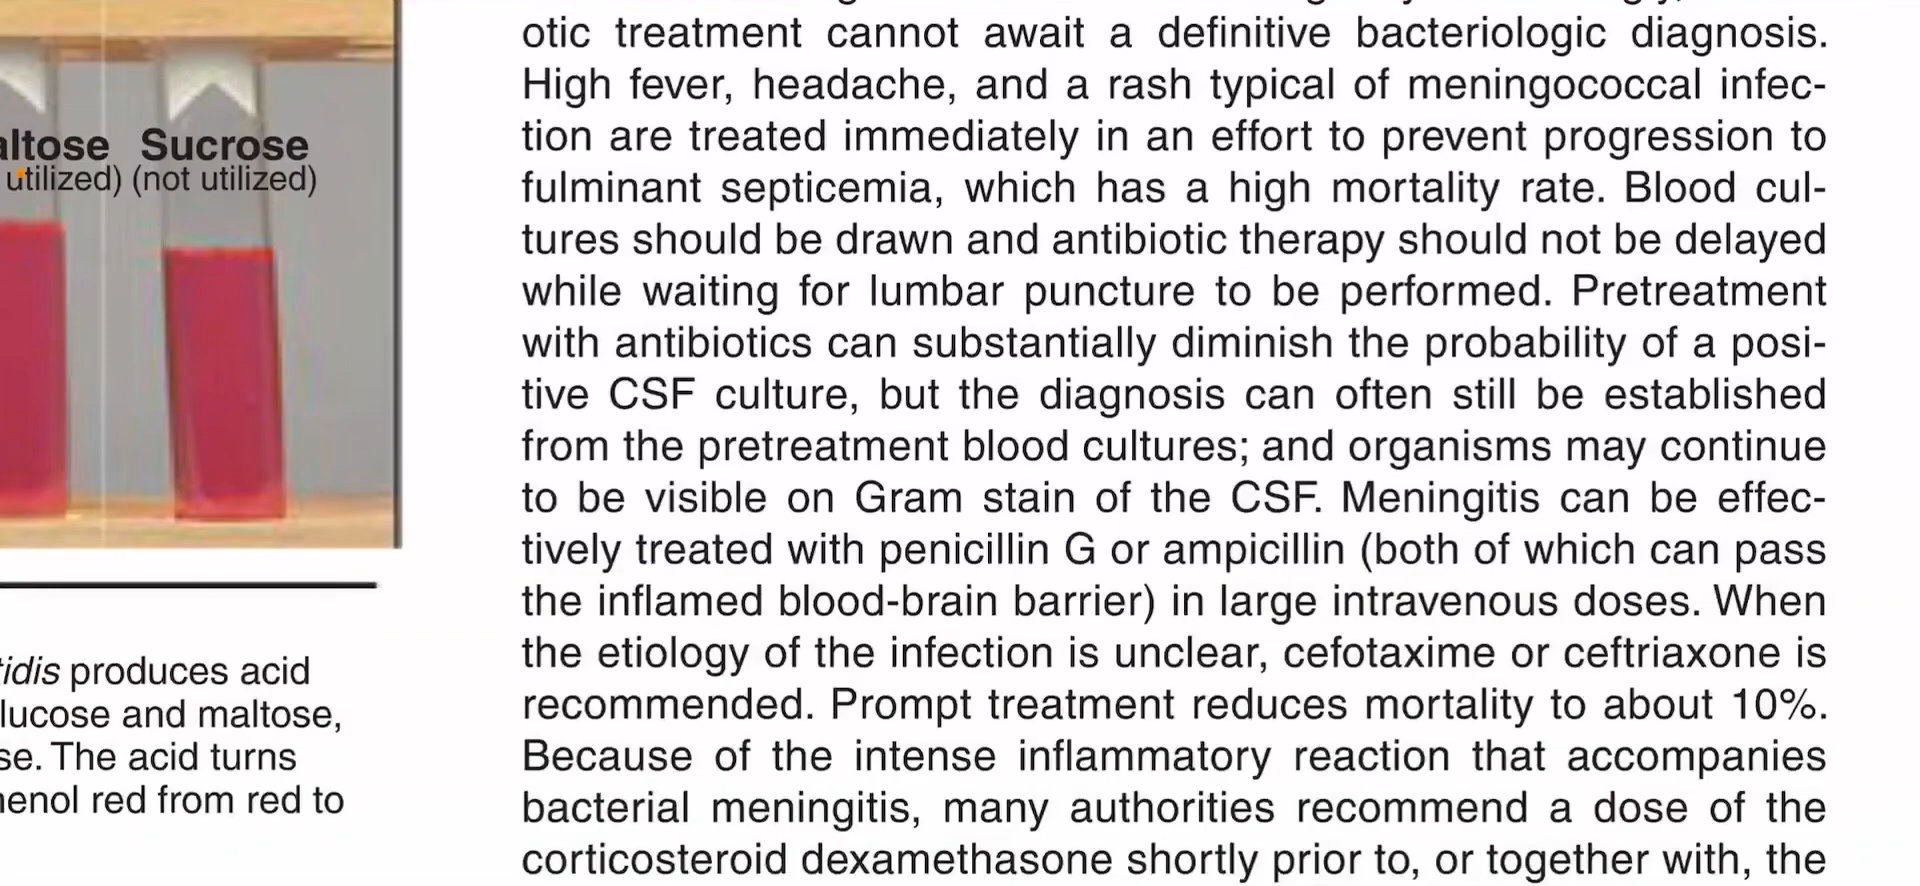 otic treatment cannot await a definitive bacteriologic diagnosis.
High fever, headache, and a rash typical of meningococcal infec-
tion are treated immediately in an effort to prevent progression to
fulminant septicemia, which has a high mortality rate. Blood cul-
tures should be drawn and antibiotic therapy should not be delayed
while waiting for lumbar puncture to be performed. Pretreatment
with antibiotics can substantially diminish the probability of a posi-
tive CSF culture, but the diagnosis can often still be established
from the pretreatment blood cultures; and organisms may continue
to be visible on Gram stain of the CSF. Meningitis can be effec-
tively treated with penicillin G or ampicillin (both of which can pass
the inflamed blood-brain barrier) in large intravenous doses. When
the etiology of the infection is unclear, cefotaxime or ceftriaxone is
recommended. Prompt treatment reduces mortality to about 10%.
Because of the intense inflammatory reaction that accompanies
bacterial meningitis, many authorities recommend a dose of the
corticosteroid dexamethasone shortly prior to, or together with, the
altose Sucrose
utilized) (not utilized)
tidis produces acid
lucose and maltose,
se. The acid turns
henol red from red to